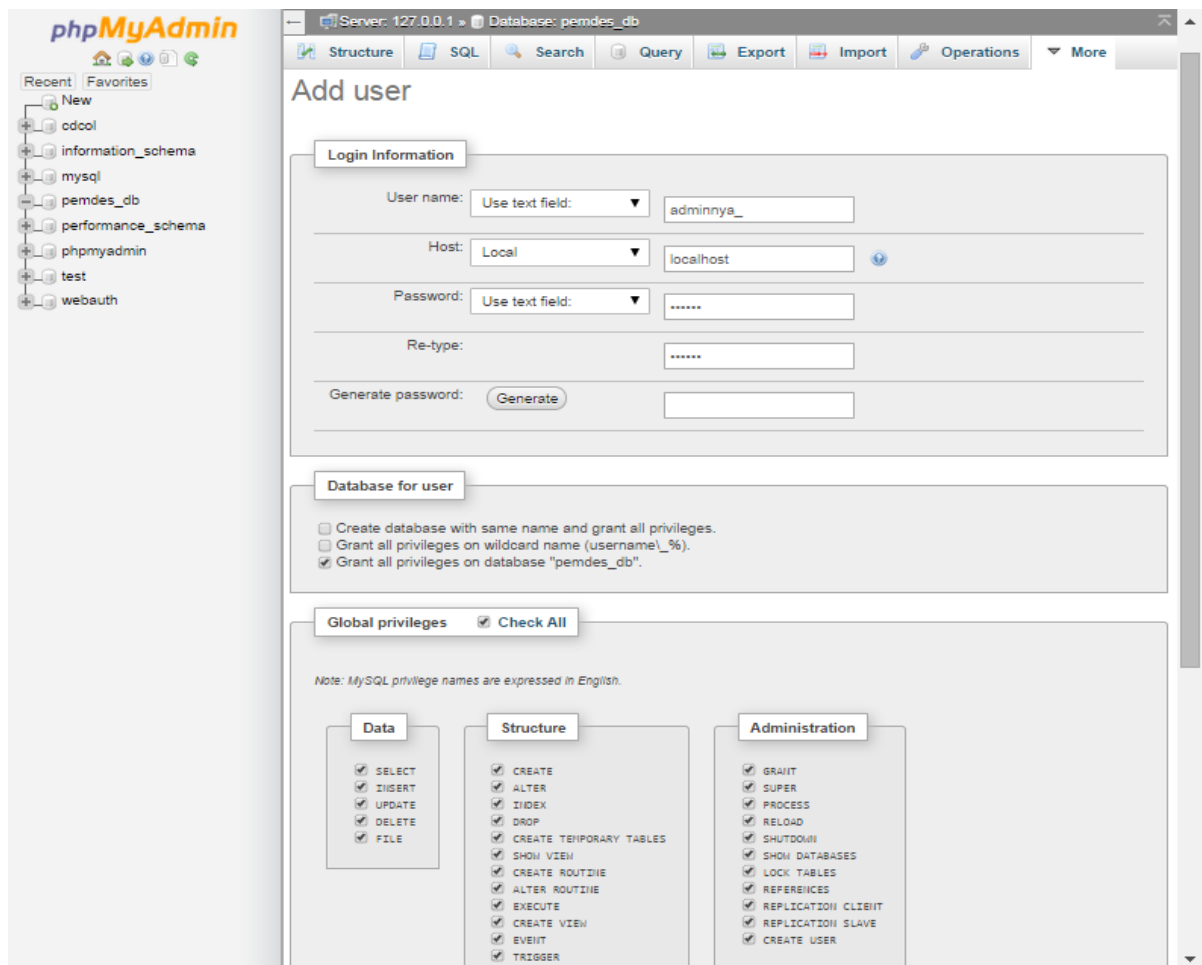 phpMyAdmin
Recent Favorites
New
cdcol
information_schema
mysql
pemdes_db
performance_schema
phpmyadmin
test
webauth
Server: 127.0.0.1 » Database: pemdes_db
Structure SQL Search Query Export Import Operations More
Add user
Login Information
User name: Use text field: adminnya_
Host: Local localhost
Password: Use text field: ••••••
Re-type: ••••••
Generate password: Generate
Database for user
Create database with same name and grant all privileges.
Grant all privileges on wildcard name (username\_%).
Grant all privileges on database "pemdes_db".
Global privileges Check All
Note: MySQL privilege names are expressed in English.
Data
SELECT
INSERT
UPDATE
DELETE
FILE
Structure
CREATE
ALTER
INDEX
DROP
CREATE TEMPORARY TABLES
SHOW VIEW
CREATE ROUTINE
ALTER ROUTINE
EXECUTE
CREATE VIEW
EVENT
TRIGGER
Administration
GRANT
SUPER
PROCESS
RELOAD
SHUTDOWN
SHOW DATABASES
LOCK TABLES
REFERENCES
REPLICATION CLIENT
REPLICATION SLAVE
CREATE USER